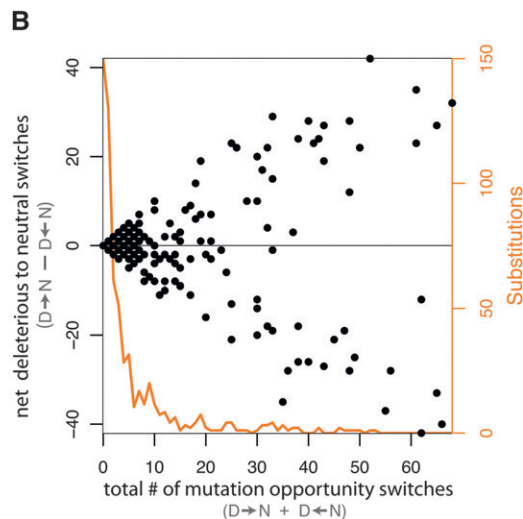 B
net deleterious to neutral switches
(D→N — D←N)
40
20
0
−20
−40
150
100
50
0
Substitutions
0 10 20 30 40 50 60
total # of mutation opportunity switches
(D→N + D←N)